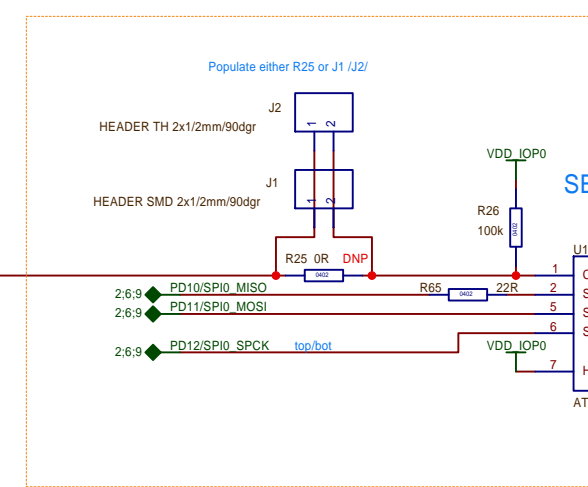 Populate either R25 or J1 /J2/
J2
HEADER TH 2x1/2mm/90dgr
1 2
VDD_IOP0
J1
HEADER SMD 2x1/2mm/90dgr
1 2
SE
R26
100k
0402
R25 0R DNP
0402
U1
1
C
2;6;9 PD10/SPI0_MISO
R65 0402 22R
2
S
2;6;9 PD11/SPI0_MOSI
5
S
6
S
2;6;9 PD12/SPI0_SPCK top/bot
VDD_IOP0
7
H
AT